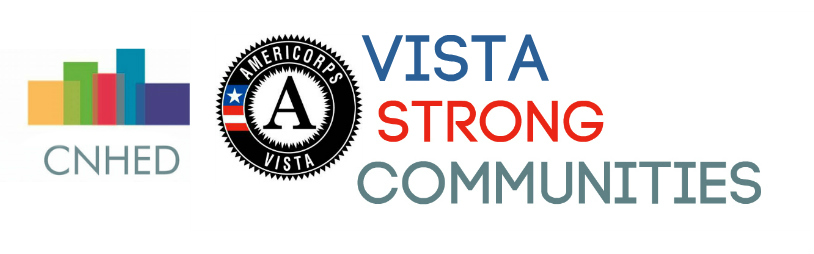 CNHED
AMERICORPS
A
VISTA
VISTA
STRONG
COMMUNITIES